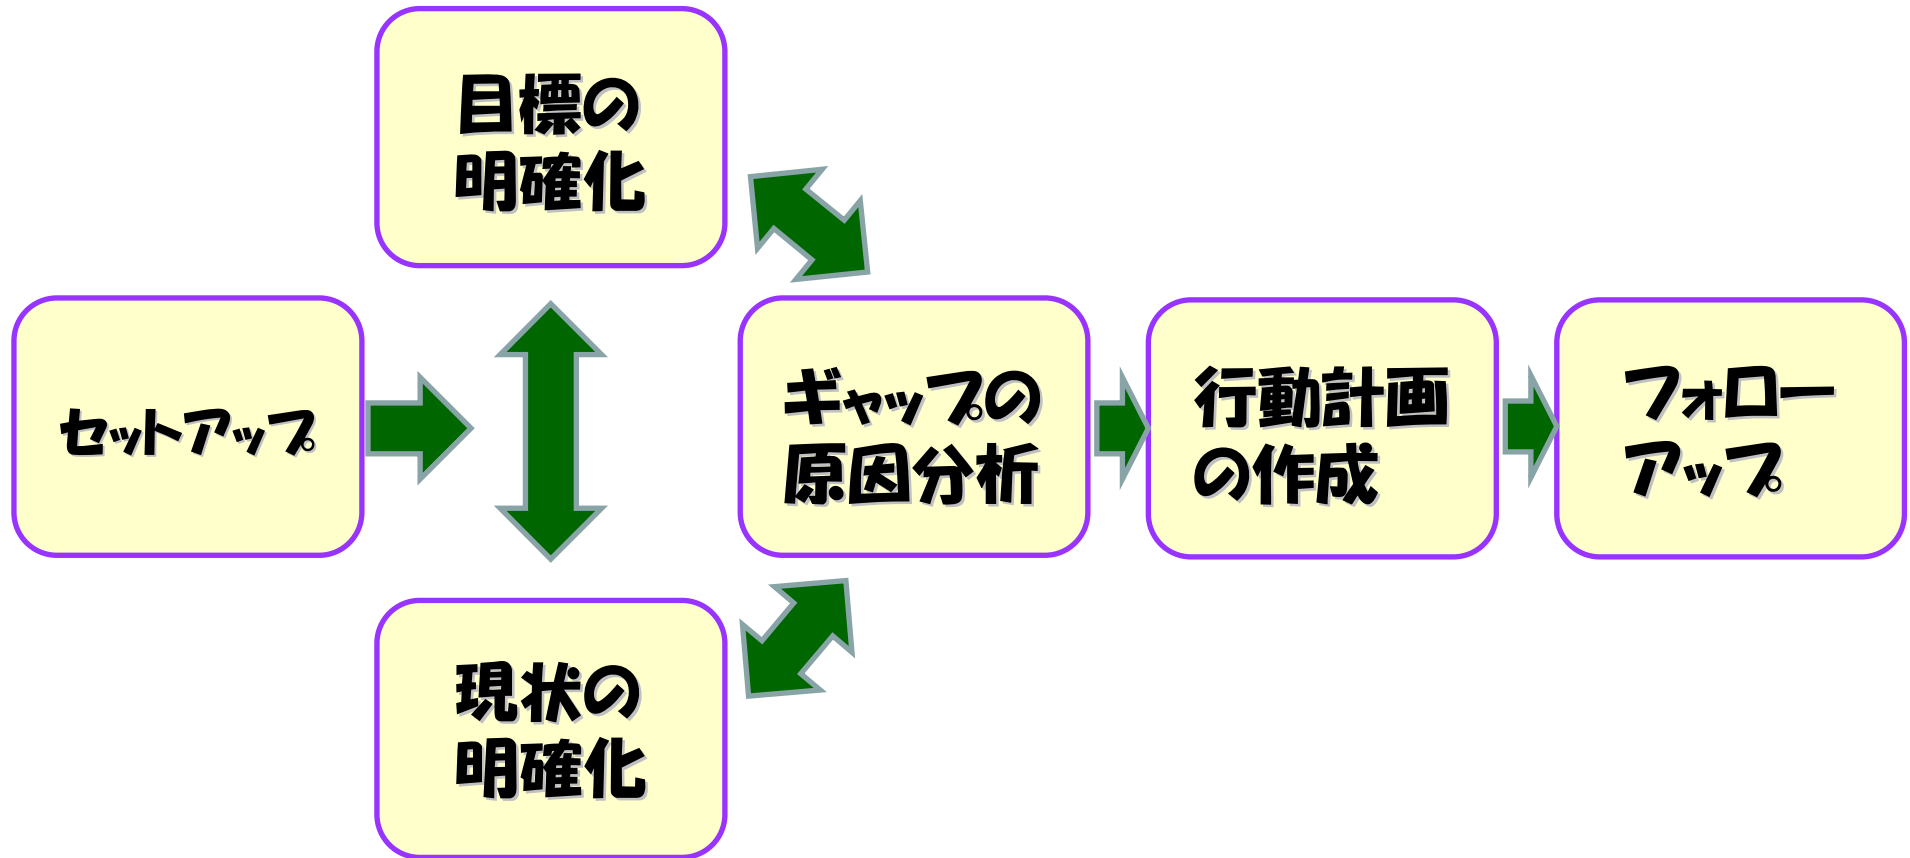 目標の
明確化
セットアップ
ギャップの
原因分析
行動計画
の作成
フォロー
アップ
現状の
明確化